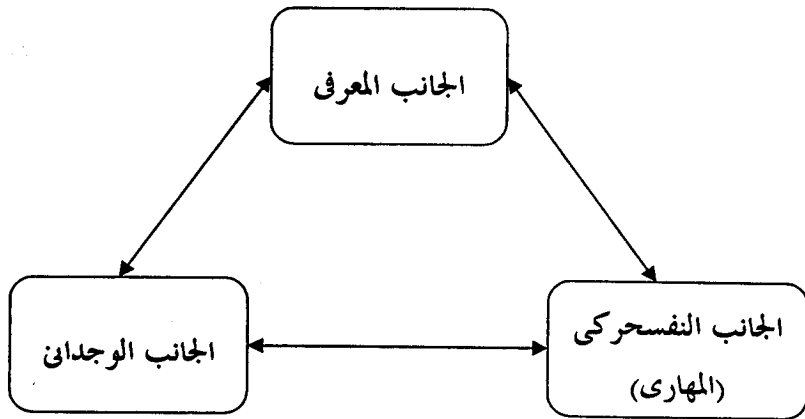 الجانب المعرفى
الجانب النفسحركى
(المهارى)
الجانب الوجدانى